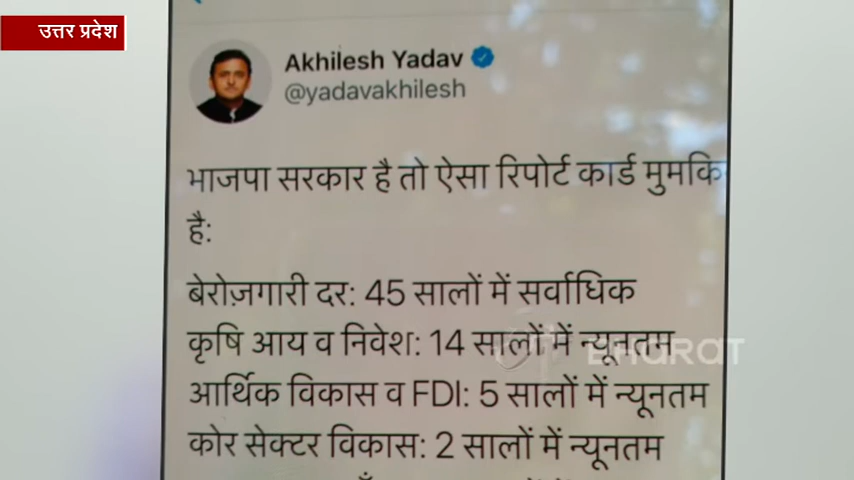 उत्तर प्रदेश
Akhilesh Yadav
@yadavakhilesh
भाजपा सरकार है तो ऐसा रिपोर्ट कार्ड मुमकि
है:
बेरोज़गारी दर: 45 सालों में सर्वाधिक
कृषि आय व निवेश: 14 सालों में न्यूनतम
BHARAT
आर्थिक विकास व FDI: 5 सालों में न्यूनतम
कोर सेक्टर विकास: 2 सालों में न्यूनतम